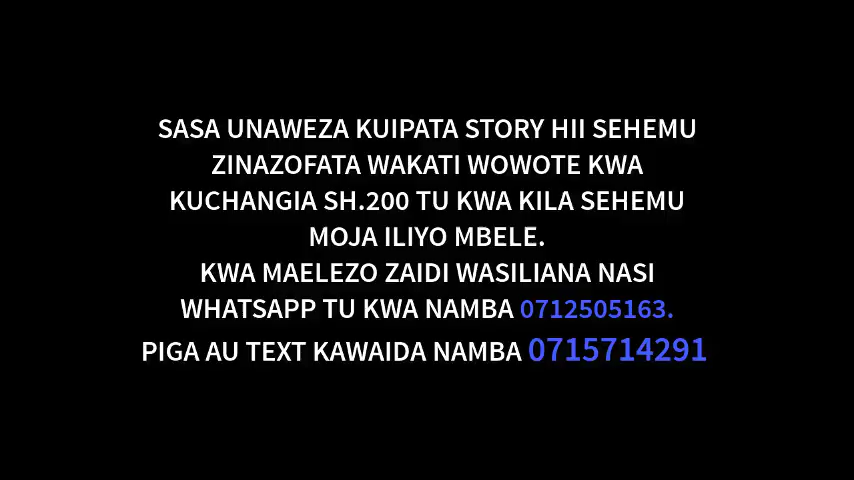 SASA UNAWEZA KUIPATA STORY HII SEHEMU
ZINAZOFATA WAKATI WOWOTE KWA
KUCHANGIA SH.200 TU KWA KILA SEHEMU
MOJA ILIYO MBELE.
KWA MAELEZO ZAIDI WASILIANA NASI
WHATSAPP TU KWA NAMBA 0712505163.
PIGA AU TEXT KAWAIDA NAMBA 0715714291